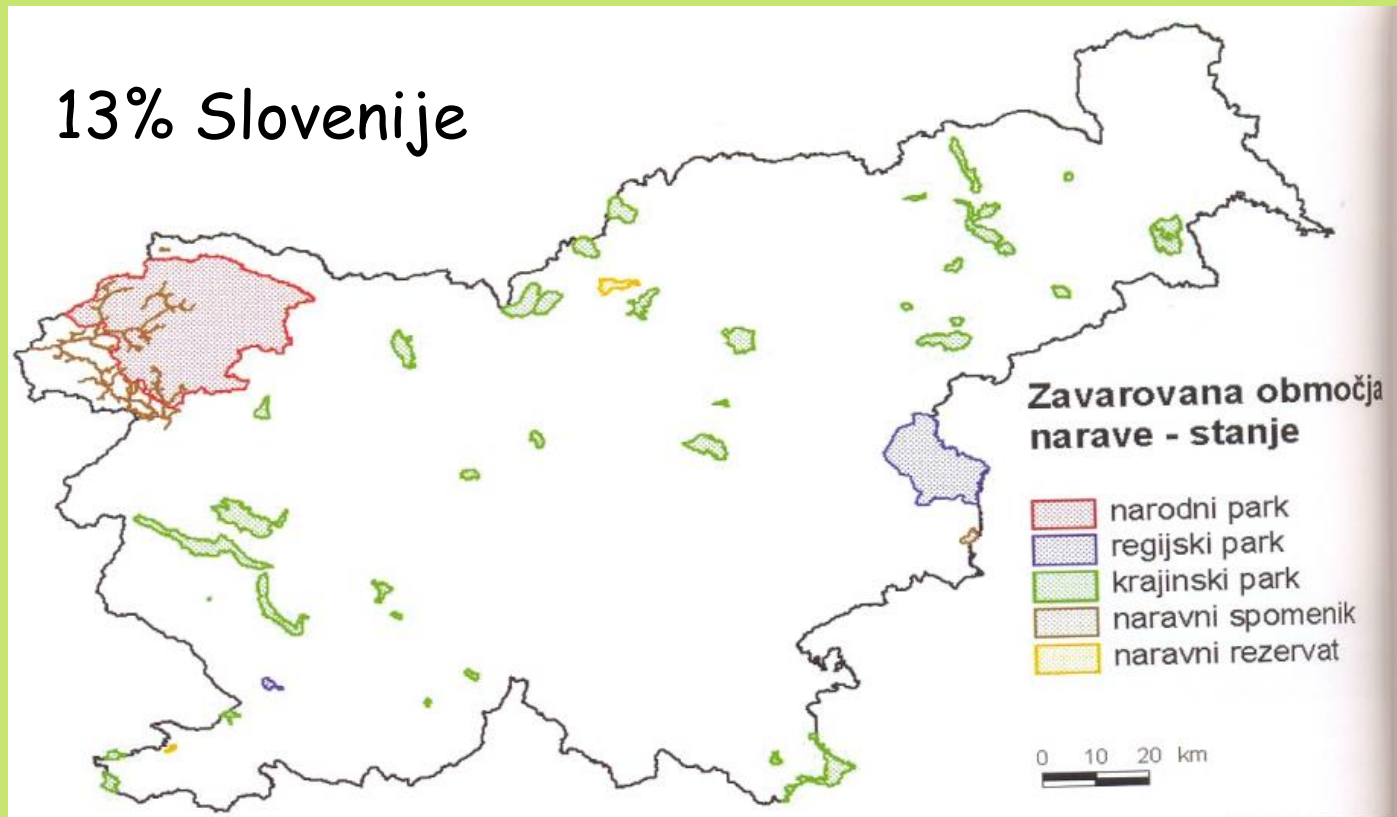 13% Slovenije
Zavarovana območja
narave - stanje
narodni park
regijski park
krajinski park
naravni spomenik
naravni rezervat
0 10 20 km